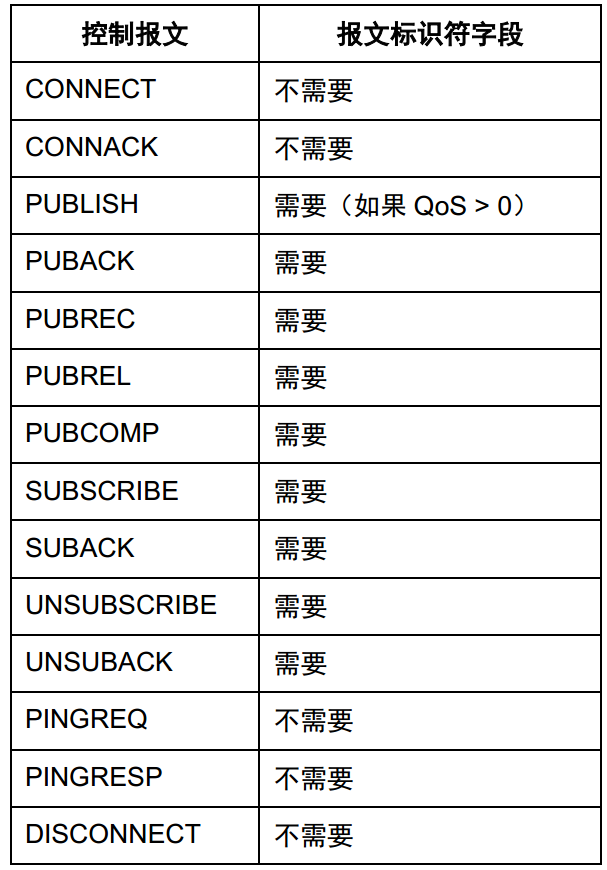 控制报文 报文标识符字段
CONNECT 不需要
CONNACK 不需要
PUBLISH 需要（如果 QoS > 0）
PUBACK 需要
PUBREC 需要
PUBREL 需要
PUBCOMP 需要
SUBSCRIBE 需要
SUBACK 需要
UNSUBSCRIBE 需要
UNSUBACK 需要
PINGREQ 不需要
PINGRESP 不需要
DISCONNECT 不需要